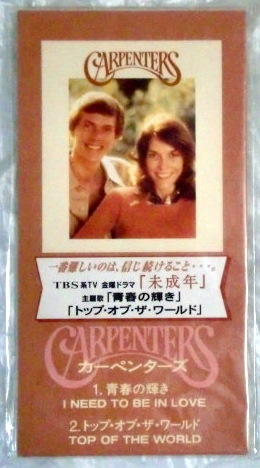 CARPENTERS
一番難しいのは、信じ続けること・・・。
TBS系TV 金曜ドラマ「未成年」
主題歌「青春の輝き」
「トップ・オブ・ザ・ワールド」
CARPENTERS
カーペンターズ
1. 青春の輝き
I NEED TO BE IN LOVE
2. トップ・オブ・ザ・ワールド
TOP OF THE WORLD